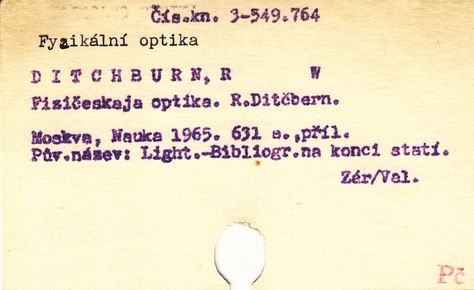 Čís.kn. 3-549.764
Fyzikální optika
DITCHBURN, R W
Fizičeskaja optika. R.Ditčbern.
Moskva, Nauka 1965. 631 s.,příl.
Pův.název: Light.-Bibliogr.na konci statí.
Zér/Val.
Pč